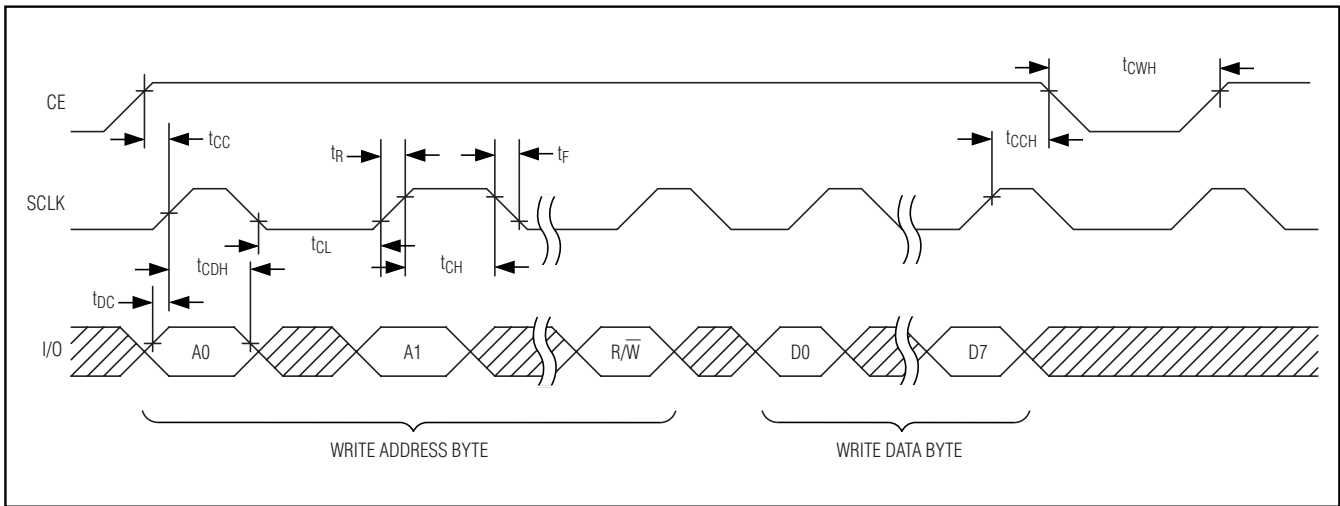 CE
tCWH
tCC
tR
tF
tCCH
SCLK
tCL
tCDH
tCH
tDC
I/O
A0
A1
R/W̅
D0
D7
WRITE ADDRESS BYTE
WRITE DATA BYTE